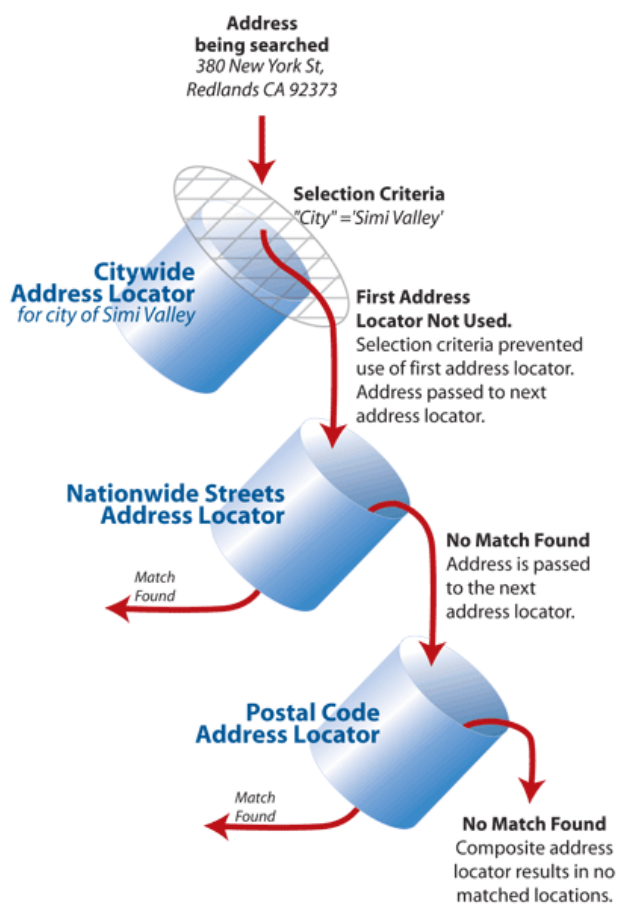 Address
being searched
380 New York St,
Redlands CA 92373
Selection Criteria
"City" ='Simi Valley'
Citywide
Address Locator
for city of Simi Valley
First Address
Locator Not Used.
Selection criteria prevented
use of first address locator.
Address passed to next
address locator.
Nationwide Streets
Address Locator
No Match Found
Address is passed
to the next
address locator.
Match
Found
Postal Code
Address Locator
Match
Found
No Match Found
Composite address
locator results in no
matched locations.